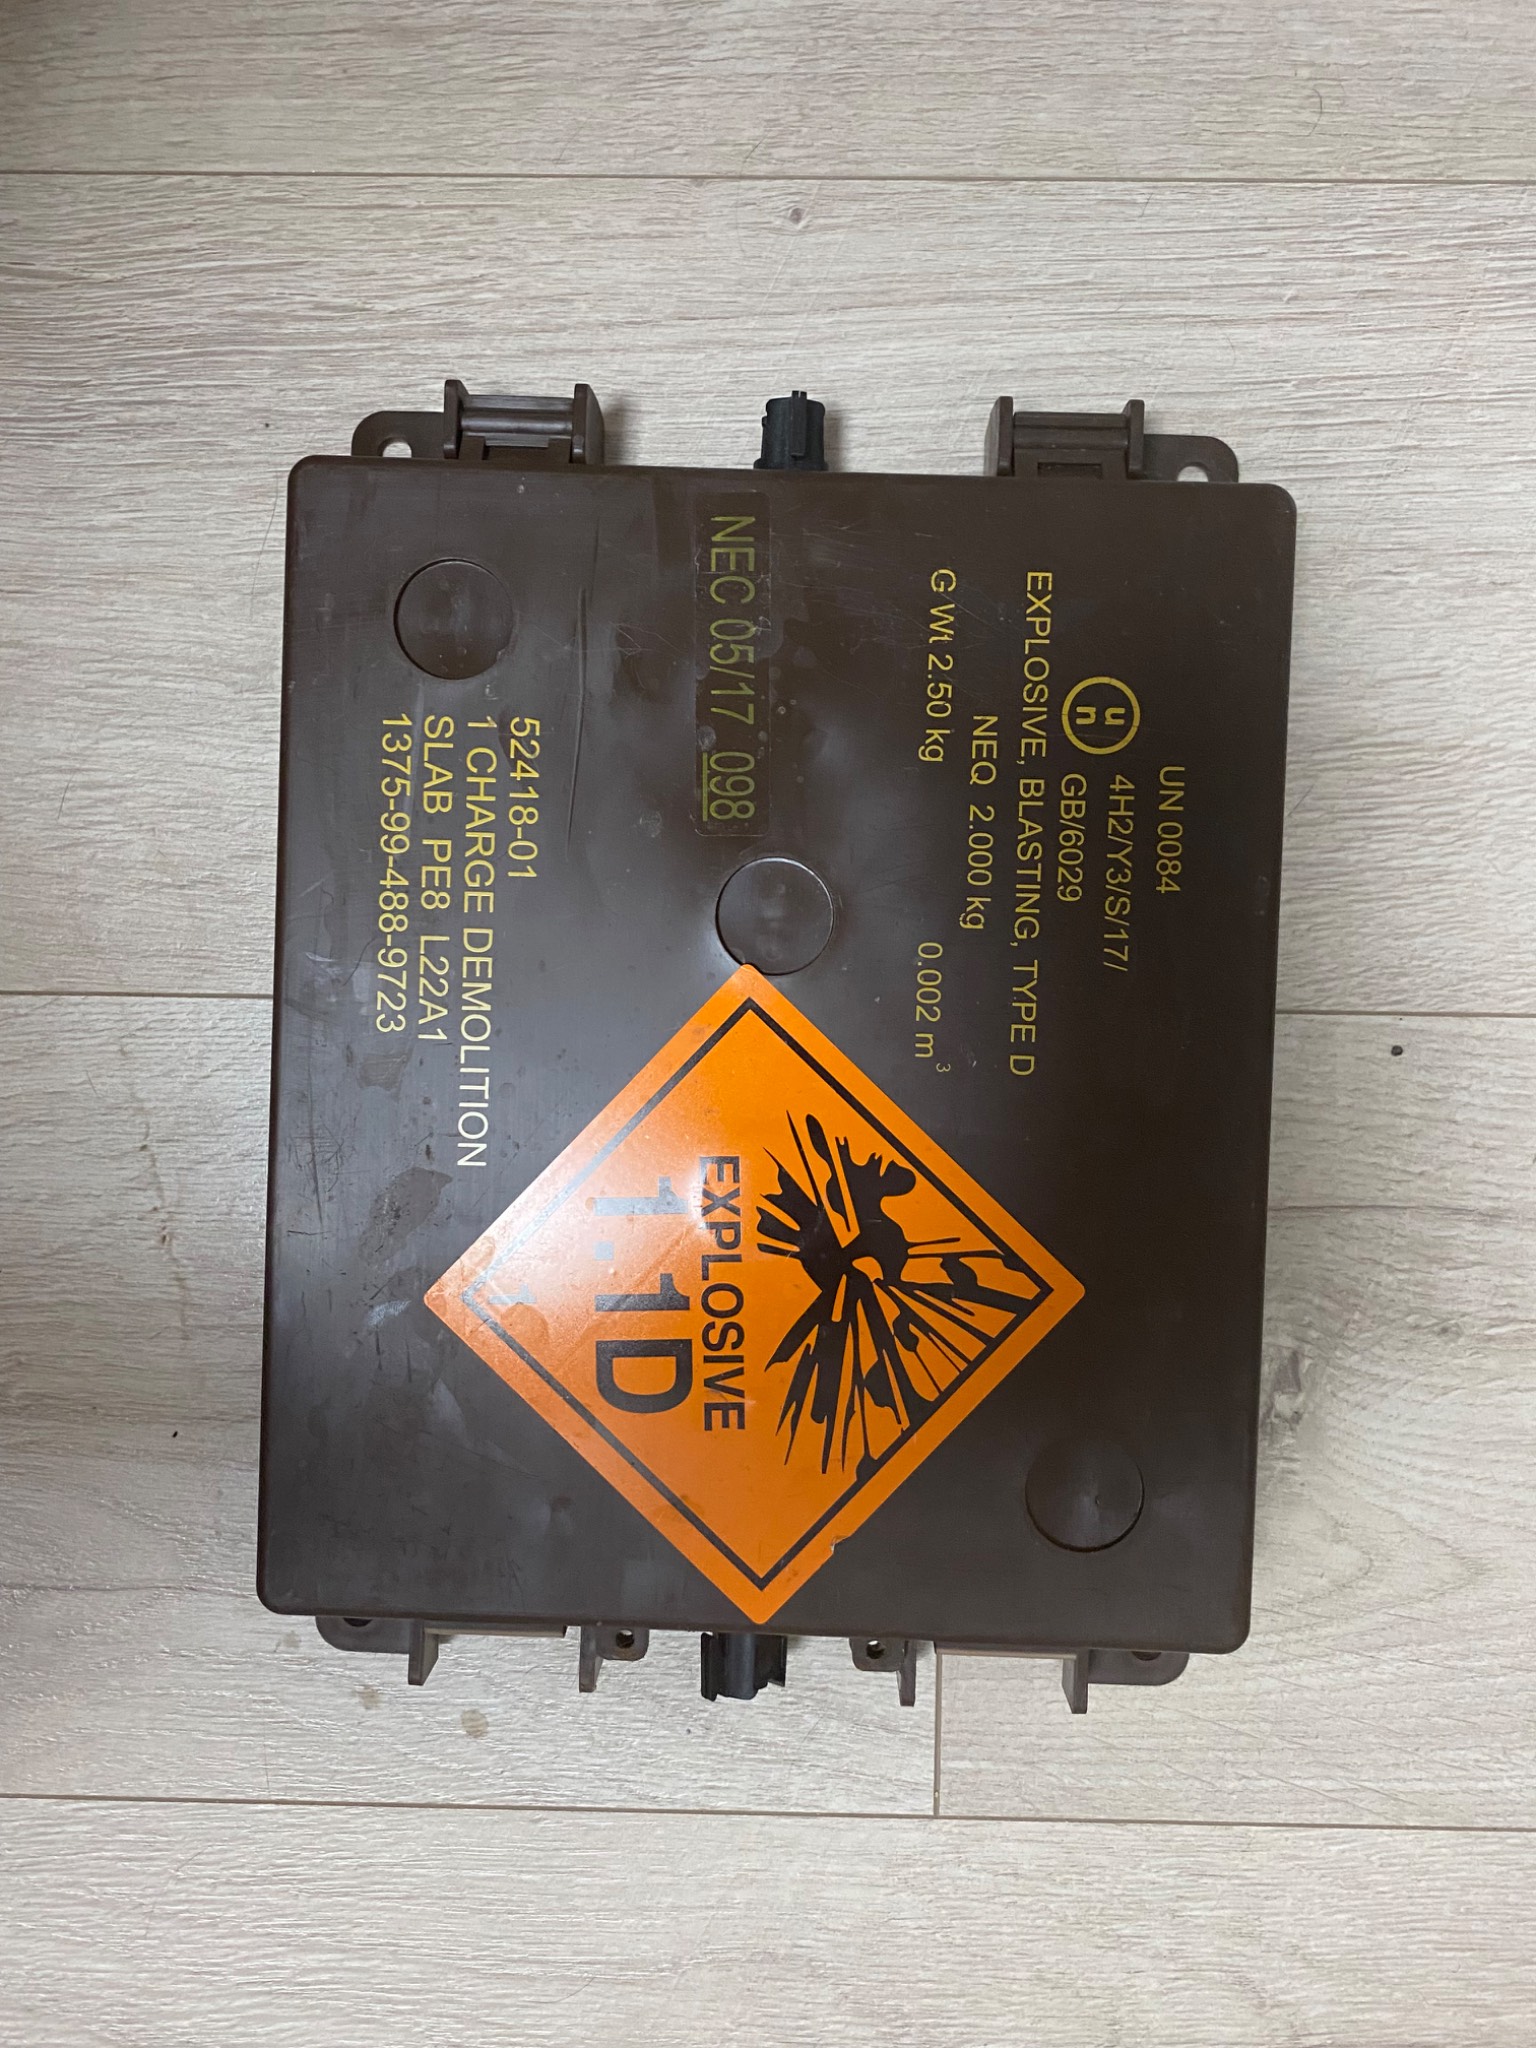 UN 0084
un
4H2/Y3/S/17/
GB/6029
EXPLOSIVE, BLASTING, TYPE D
NEQ 2.000 kg
G Wt 2.50 kg 0.002 m³
NEC 05/17 098
52418-01
1 CHARGE DEMOLITION
SLAB PE8 L22A1
1375-99-488-9723
EXPLOSIVE
1.1D
1